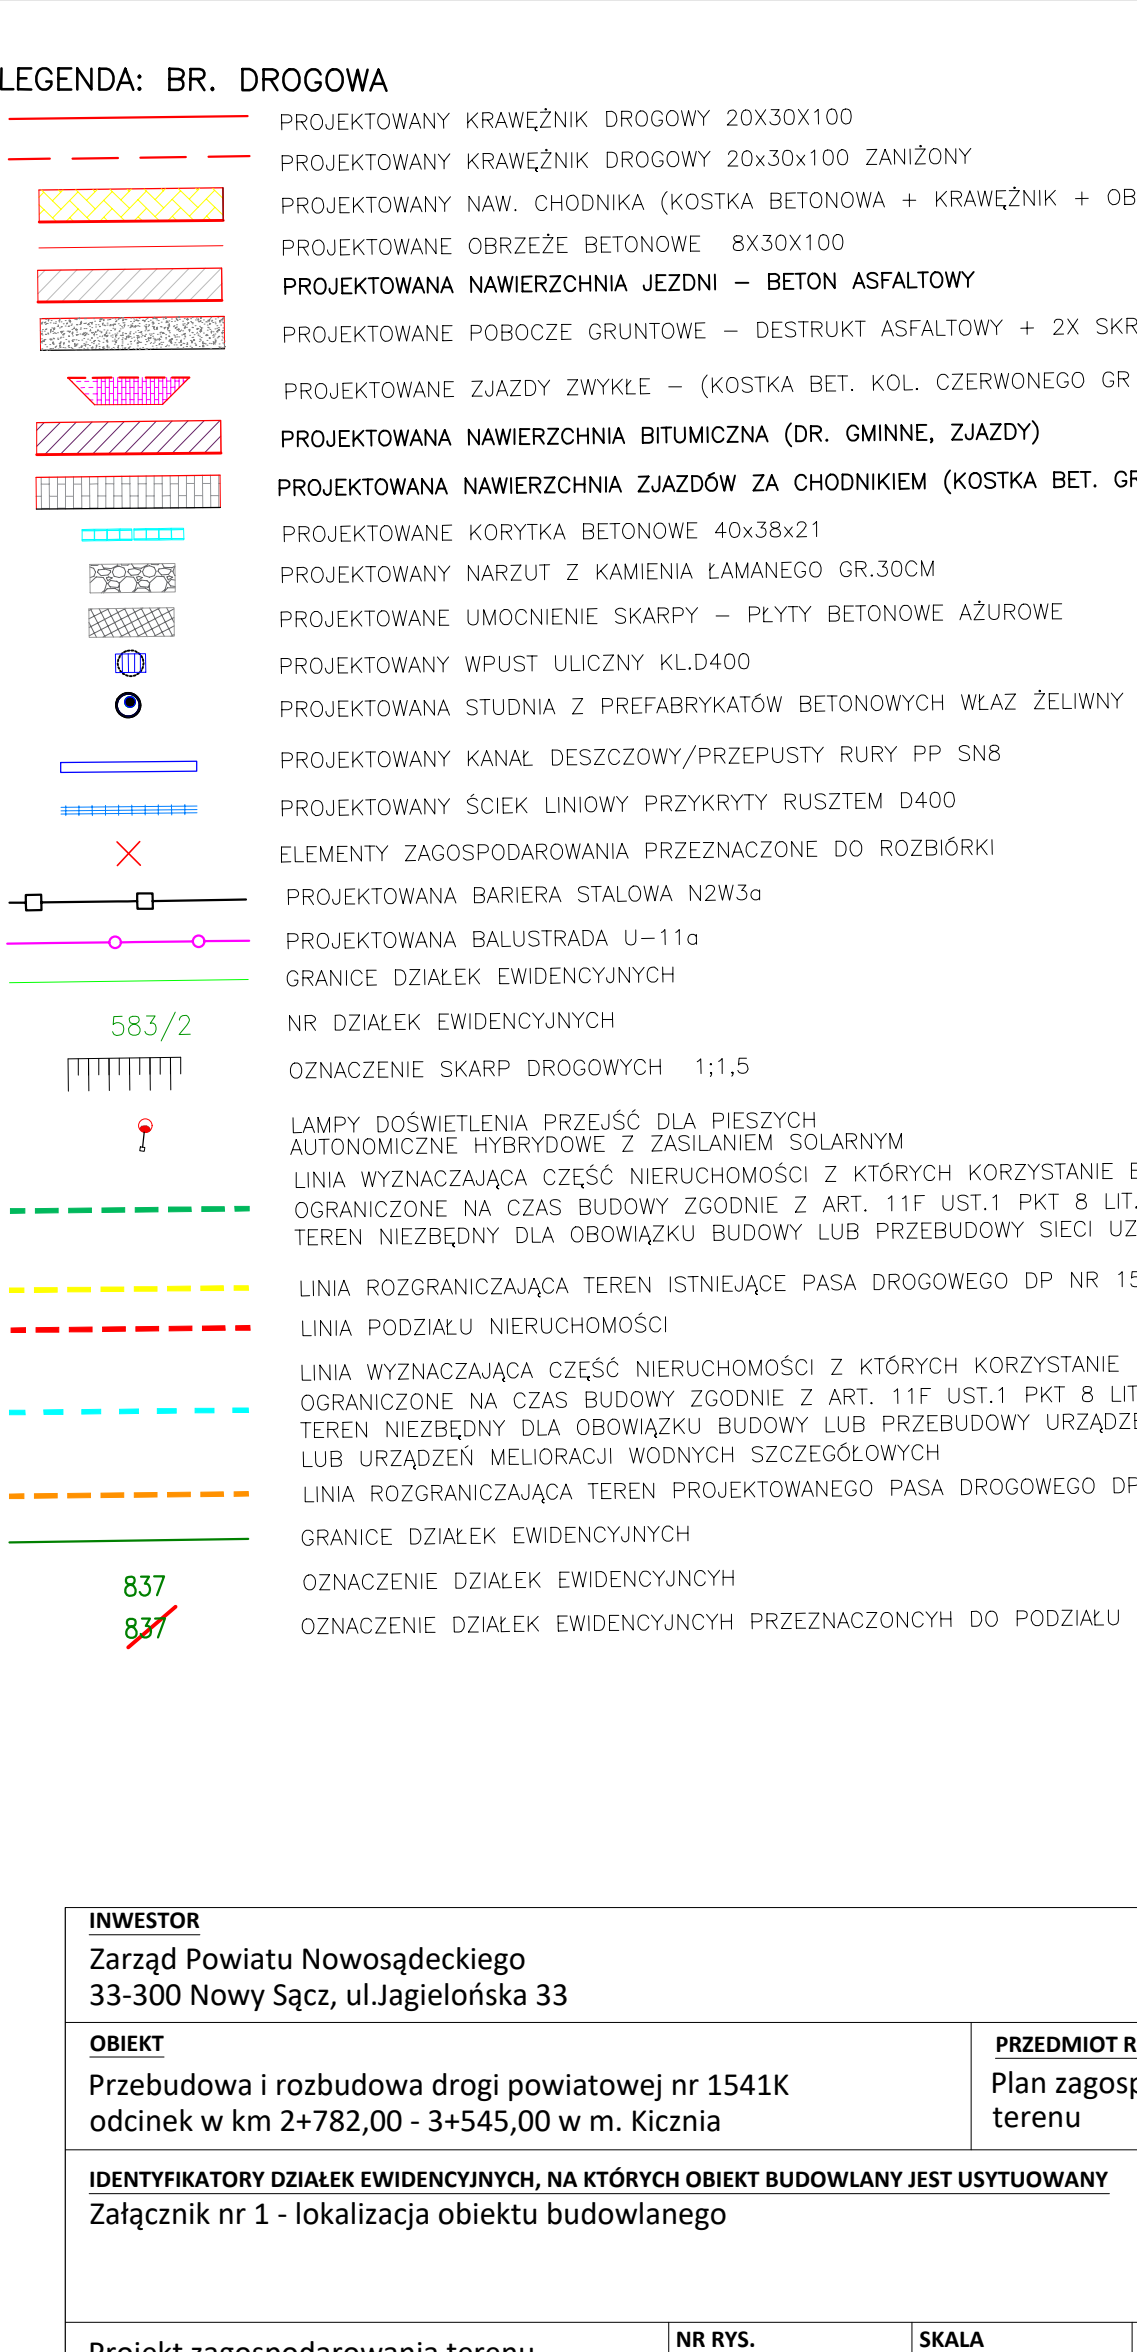 LEGENDA: BR. DROGOWA
PROJEKTOWANY KRAWĘŻNIK DROGOWY 20X30X100
PROJEKTOWANY KRAWĘŻNIK DROGOWY 20x30x100 ZANIŻONY
PROJEKTOWANY NAW. CHODNIKA (KOSTKA BETONOWA + KRAWĘŻNIK + OB
PROJEKTOWANE OBRZEŻE BETONOWE 8X30X100
PROJEKTOWANA NAWIERZCHNIA JEZDNI – BETON ASFALTOWY
PROJEKTOWANE POBOCZE GRUNTOWE – DESTRUKT ASFALTOWY + 2X SKR
PROJEKTOWANE ZJAZDY ZWYKŁE – (KOSTKA BET. KOL. CZERWONEGO GR
PROJEKTOWANA NAWIERZCHNIA BITUMICZNA (DR. GMINNE, ZJAZDY)
PROJEKTOWANA NAWIERZCHNIA ZJAZDÓW ZA CHODNIKIEM (KOSTKA BET. GR
PROJEKTOWANE KORYTKA BETONOWE 40x38x21
PROJEKTOWANY NARZUT Z KAMIENIA ŁAMANEGO GR.30CM
PROJEKTOWANE UMOCNIENIE SKARPY – PŁYTY BETONOWE AŻUROWE
PROJEKTOWANY WPUST ULICZNY KL.D400
PROJEKTOWANA STUDNIA Z PREFABRYKATÓW BETONOWYCH WŁAZ ŻELIWNY
PROJEKTOWANY KANAŁ DESZCZOWY/PRZEPUSTY RURY PP SN8
PROJEKTOWANY ŚCIEK LINIOWY PRZYKRYTY RUSZTEM D400
ELEMENTY ZAGOSPODAROWANIA PRZEZNACZONE DO ROZBIÓRKI
PROJEKTOWANA BARIERA STALOWA N2W3a
PROJEKTOWANA BALUSTRADA U–11a
GRANICE DZIAŁEK EWIDENCYJNYCH
583/2 NR DZIAŁEK EWIDENCYJNYCH
OZNACZENIE SKARP DROGOWYCH 1;1,5
LAMPY DOŚWIETLENIA PRZEJŚĆ DLA PIESZYCH
AUTONOMICZNE HYBRYDOWE Z ZASILANIEM SOLARNYM
LINIA WYZNACZAJĄCA CZĘŚĆ NIERUCHOMOŚCI Z KTÓRYCH KORZYSTANIE B
OGRANICZONE NA CZAS BUDOWY ZGODNIE Z ART. 11F UST.1 PKT 8 LIT.
TEREN NIEZBĘDNY DLA OBOWIĄZKU BUDOWY LUB PRZEBUDOWY SIECI UZ
LINIA ROZGRANICZAJĄCA TEREN ISTNIEJĄCE PASA DROGOWEGO DP NR 15
LINIA PODZIAŁU NIERUCHOMOŚCI
LINIA WYZNACZAJĄCA CZĘŚĆ NIERUCHOMOŚCI Z KTÓRYCH KORZYSTANIE
OGRANICZONE NA CZAS BUDOWY ZGODNIE Z ART. 11F UST.1 PKT 8 LIT
TEREN NIEZBĘDNY DLA OBOWIĄZKU BUDOWY LUB PRZEBUDOWY URZĄDZE
LUB URZĄDZEŃ MELIORACJI WODNYCH SZCZEGÓŁOWYCH
LINIA ROZGRANICZAJĄCA TEREN PROJEKTOWANEGO PASA DROGOWEGO DP
GRANICE DZIAŁEK EWIDENCYJNYCH
837 OZNACZENIE DZIAŁEK EWIDENCYJNCYH
837 OZNACZENIE DZIAŁEK EWIDENCYJNCYH PRZEZNACZONCYH DO PODZIAŁU
INWESTOR
Zarząd Powiatu Nowosądeckiego
33-300 Nowy Sącz, ul.Jagielońska 33
OBIEKT
Przebudowa i rozbudowa drogi powiatowej nr 1541K
odcinek w km 2+782,00 - 3+545,00 w m. Kicznia
PRZEDMIOT R
Plan zagosp
terenu
IDENTYFIKATORY DZIAŁEK EWIDENCYJNYCH, NA KTÓRYCH OBIEKT BUDOWLANY JEST USYTUOWANY
Załącznik nr 1 - lokalizacja obiektu budowlanego
Projekt zagospodarowania terenu
NR RYS.
SKALA